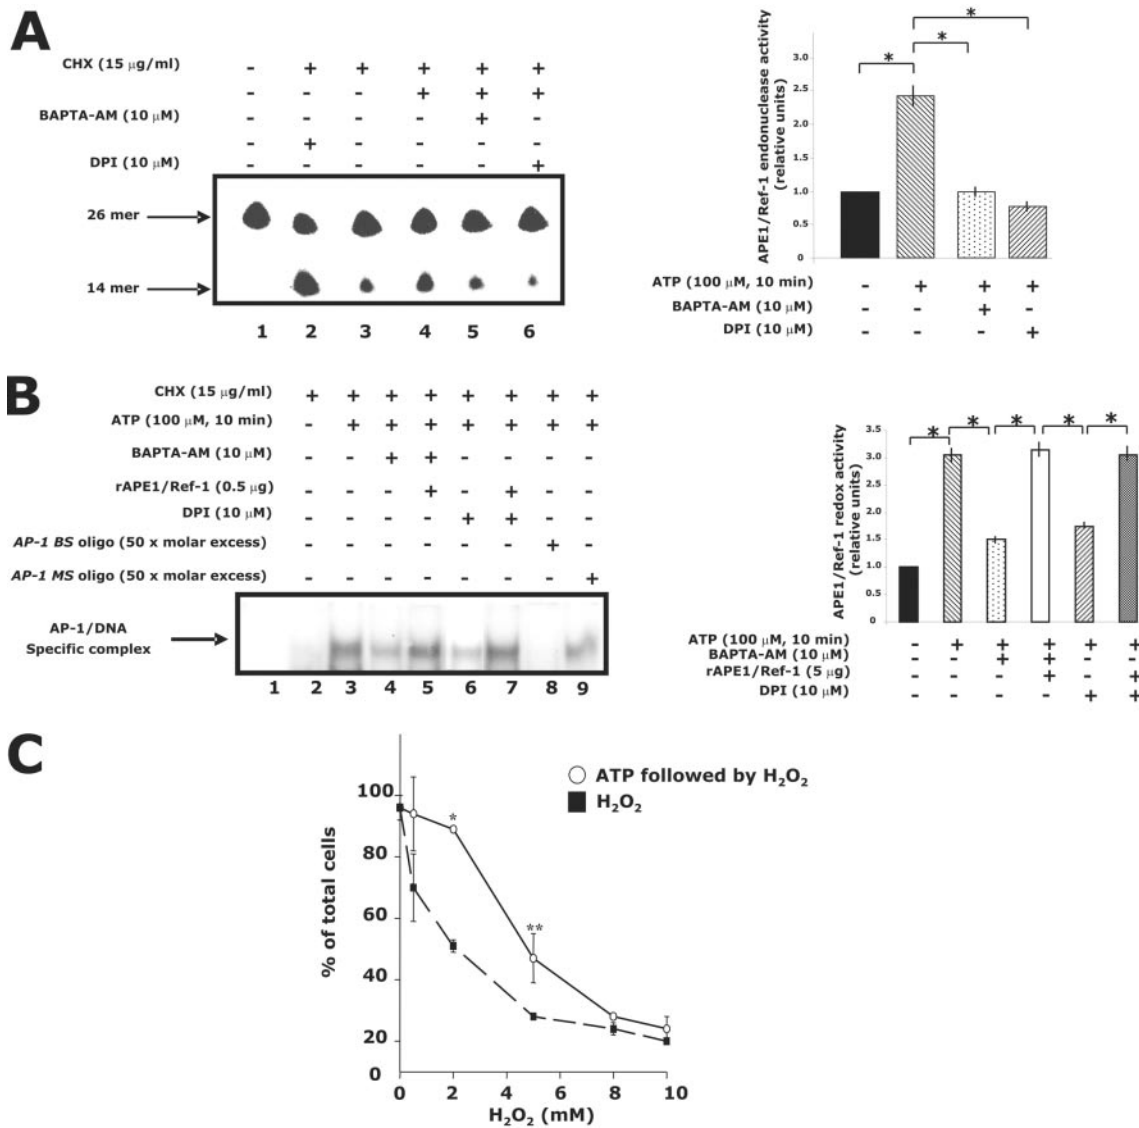 A
CHX (15 μg/ml) - + + + + +
- - - + + +
BAPTA-AM (10 μM) - - - - + -
- + - - - -
DPI (10 μM) - - - - - +
26 mer
14 mer
1 2 3 4 5 6
APE1/Ref-1 endonuclease activity
(relative units)
3.0
2.5
2.0
1.5
1.0
0.5
0
* * *
ATP (100 μM, 10 min) - + + +
BAPTA-AM (10 μM) - - + -
DPI (10 μM) - - - +
B
CHX (15 μg/ml) + + + + + + + +
ATP (100 μM, 10 min) - + + + + + + +
BAPTA-AM (10 μM) - - + + - - - -
rAPE1/Ref-1 (0.5 μg) - - - + - + - -
DPI (10 μM) - - - - + + - -
AP-1 BS oligo (50 x molar excess) - - - - - - + -
AP-1 MS oligo (50 x molar excess) - - - - - - - +
AP-1/DNA
Specific complex
1 2 3 4 5 6 7 8 9
APE1/Ref-1 redox activity
(relative units)
3.5
3.0
2.5
2.0
1.5
1.0
0.5
0
* * * * *
ATP (100 μM, 10 min) - + + + + +
BAPTA-AM (10 μM) - - + + - -
rAPE1/Ref-1 (5 μg) - - - + - +
DPI (10 μM) - - - - + +
C
ATP followed by H₂O₂
H₂O₂
% of total cells
100
80
60
40
20
0
*
**
0 2 4 6 8 10
H₂O₂ (mM)